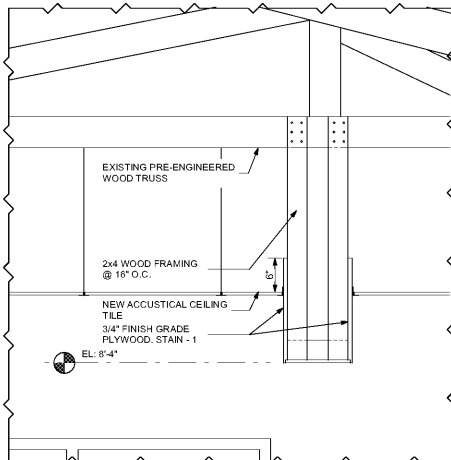 EXISTING PRE-ENGINEERED
WOOD TRUSS
2x4 WOOD FRAMING
@ 16" O.C.
6"
NEW ACCUSTICAL CEILING
TILE
3/4" FINISH GRADE
PLYWOOD. STAIN - 1
EL: 8'-4"